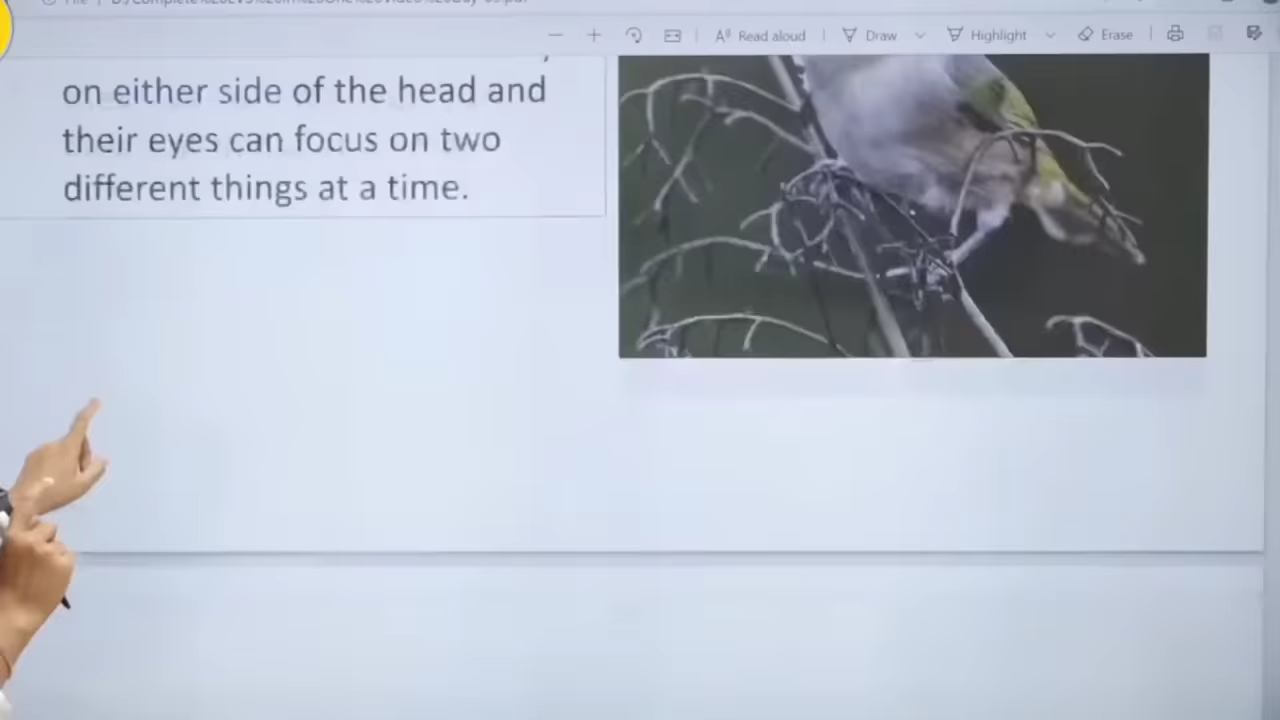 Read aloud
Draw
Highlight
Erase
on either side of the head and
their eyes can focus on two
different things at a time.